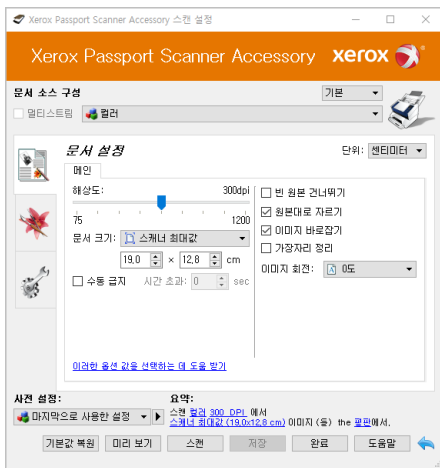 Xerox Passport Scanner Accessory 스캔 설정
Xerox Passport Scanner Accessory xerox
문서 소스 구성 기본
멀티스트림 컬러
문서 설정 단위: 센티미터
메인
해상도: 300dpi
75 1200
문서 크기: 스캐너 최대값
19,0 × 12,8 cm
수동 급지 시간 초과: 0 sec
빈 원본 건너뛰기
원본대로 자르기
이미지 바로잡기
가장자리 정리
이미지 회전: 0도
이러한 옵션 값을 선택하는 데 도움 받기
사전 설정: 요약:
마지막으로 사용한 설정 스캔 컬러 300 DPI 에서
스캐너 최대값 (19,0x12,8 cm) 이미지 (을) the 평판에서.
기본값 복원 미리 보기 스캔 저장 완료 도움말